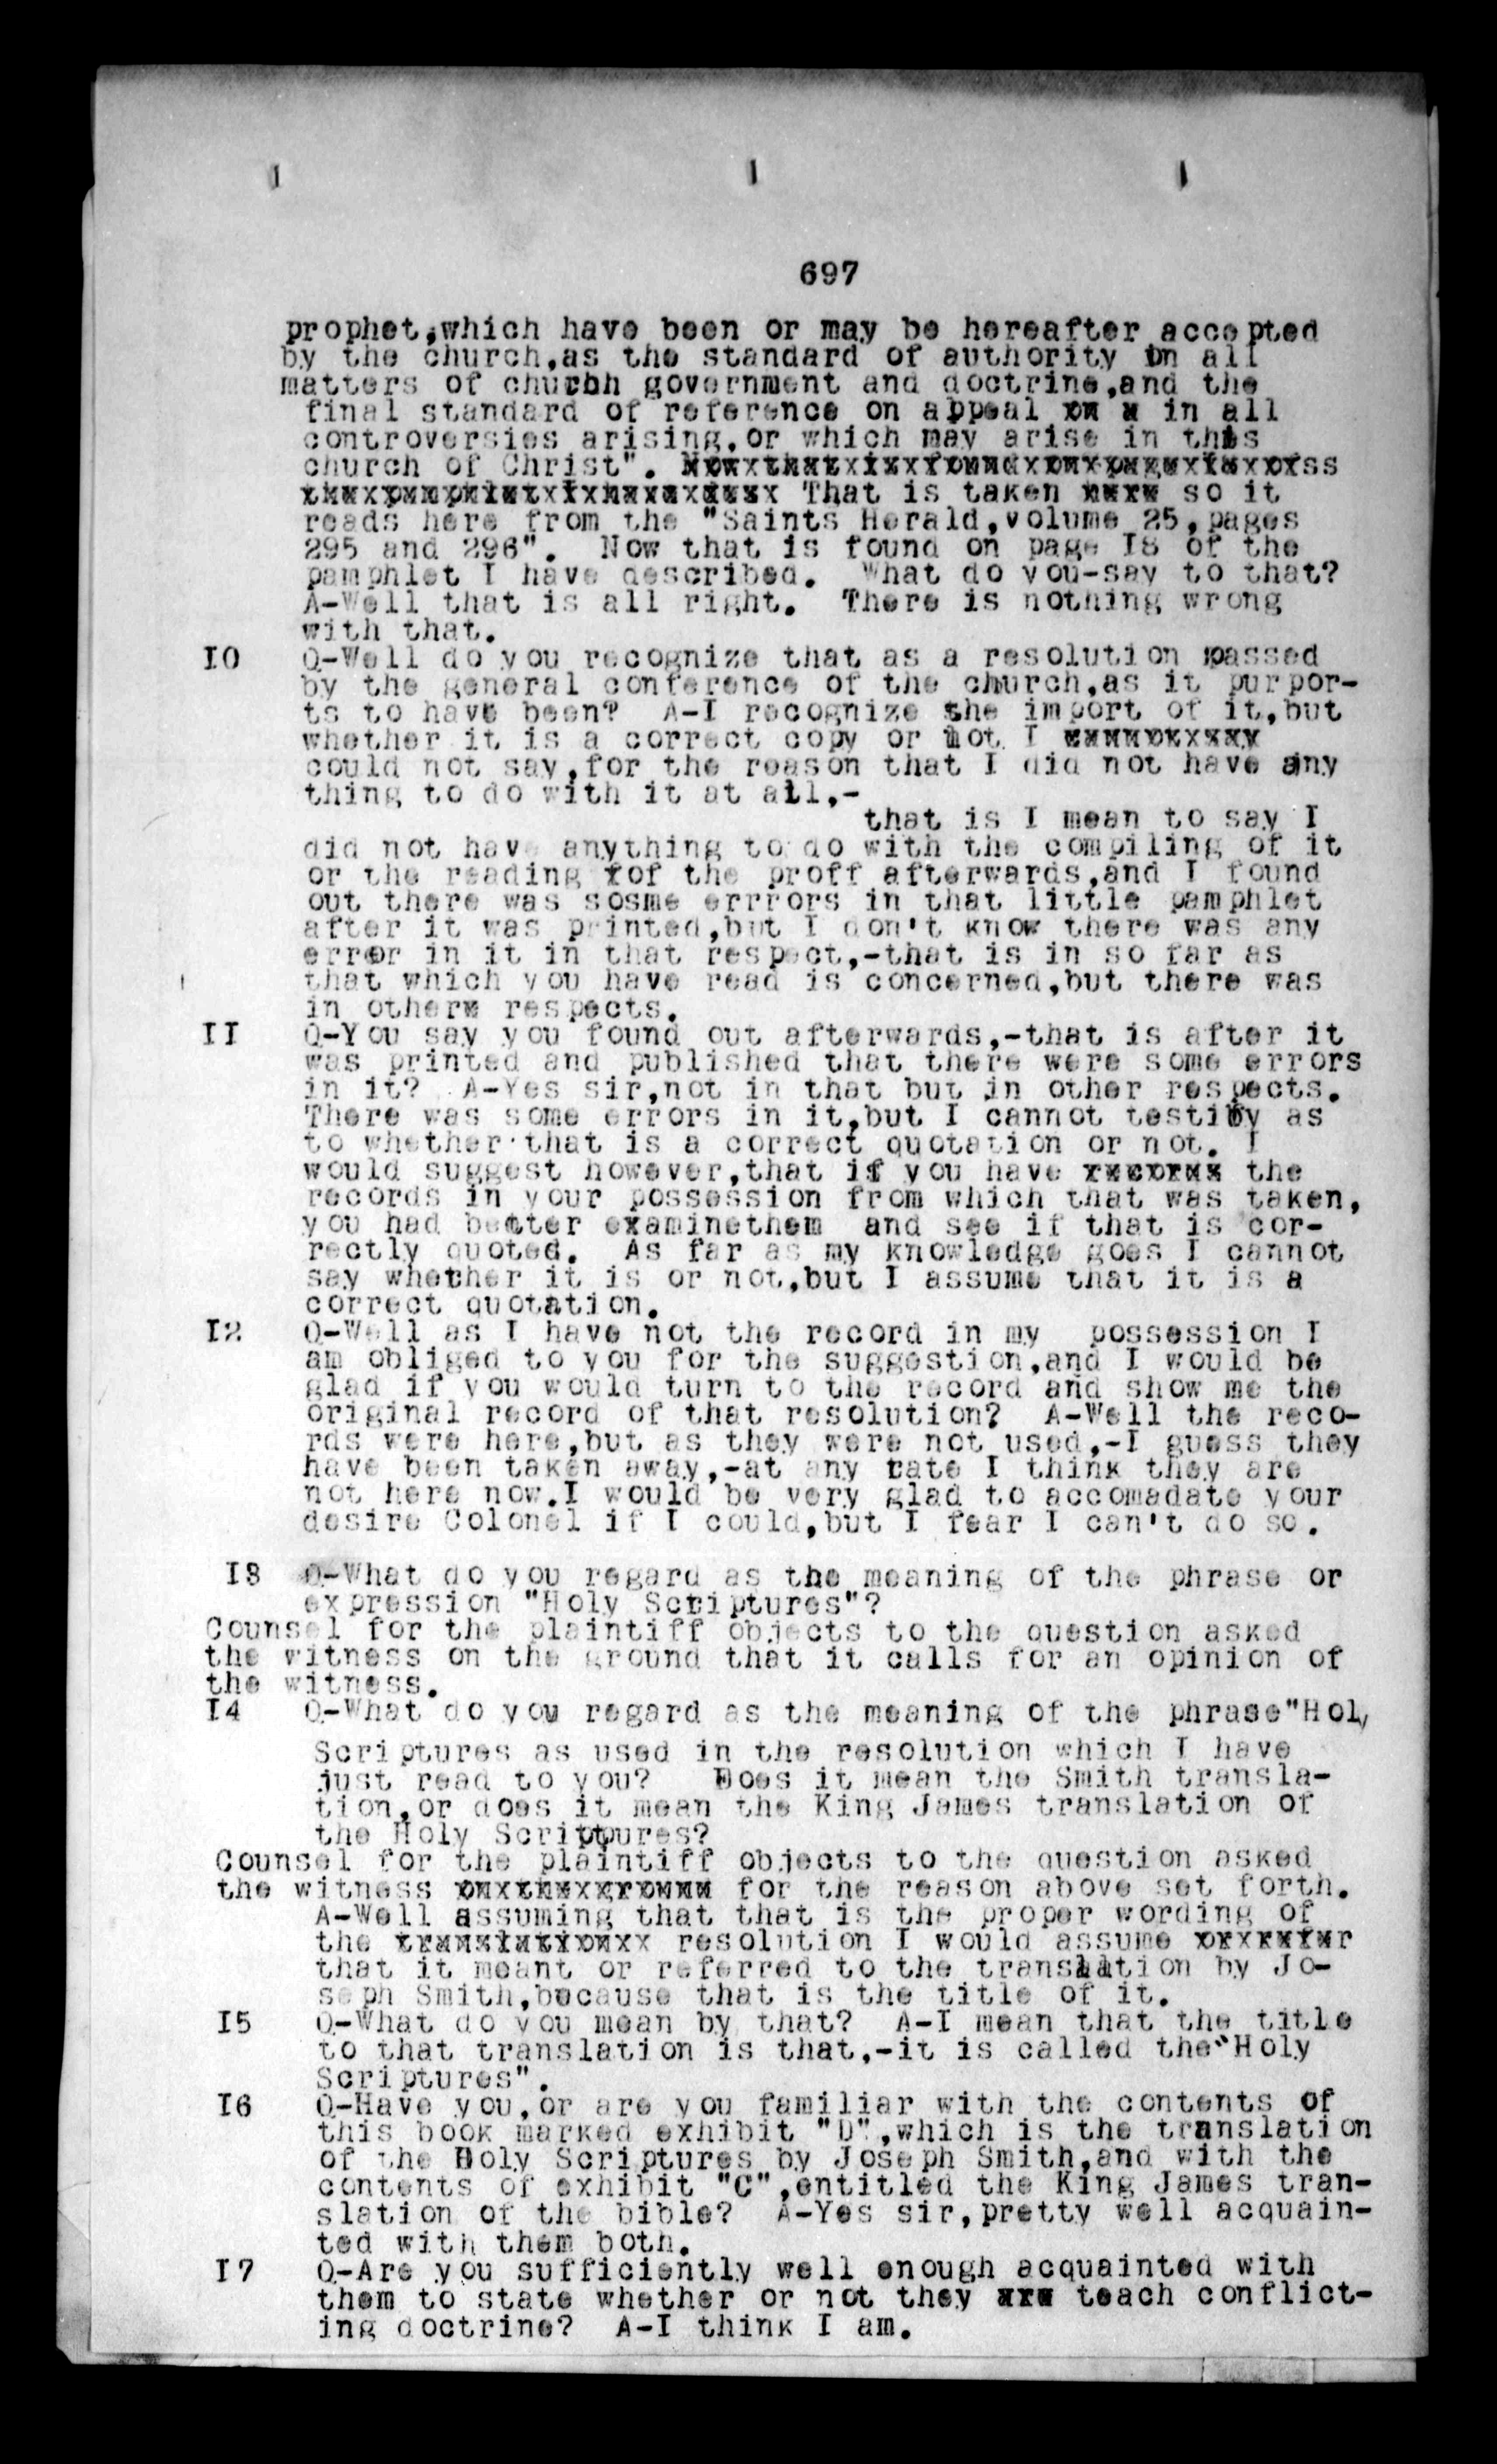 697
prophet,which have been or may be hereafter accepted
by the church,as the standard of authority on all
matters of church government and doctrine,and the
final standard of reference on appeal in all
controversies arising,or which may arise in this
church of Christ".
That is taken so it
reads here from the "Saints Herald,volume 25,pages
295 and 296".  Now that is found on page I8 of the
pamphlet I have described.  What do you-say to that?
A-Well that is all right.  There is nothing wrong
with that.
I0 Q-Well do you recognize that as a resolution passed
by the general conference of the church,as it purpor-
ts to have been?  A-I recognize the import of it,but
whether it is a correct copy or not I
could not say,for the reason that I did not have any
thing to do with it at all,-
that is I mean to say I
did not have anything to do with the compiling of it
or the reading fof the proff afterwards,and I found
out there was sosme errrors in that little pamphlet
after it was printed,but I don't know there was any
error in it in that respect,-that is in so far as
that which you have read is concerned,but there was
in other respects.
II Q-You say you found out afterwards,-that is after it
was printed and published that there were some errors
in it?  A-Yes sir,not in that but in other respects.
There was some errors in it,but I cannot testify as
to whether that is a correct quotation or not. I
would suggest however,that if you have the
records in your possession from which that was taken,
you had better examinethem  and see if that is cor-
rectly quoted.  As far as my knowledge goes I cannot
say whether it is or not,but I assume that it is a
correct quotation.
I2 Q-Well as I have not the record in my  possession I
am obliged to you for the suggestion,and I would be
glad if you would turn to the record and show me the
original record of that resolution?  A-Well the reco-
rds were here,but as they were not used,-I guess they
have been taken away,-at any rate I think they are
not here now.I would be very glad to accomadate your
desire Colonel if I could,but I fear I can't do so.
I3 Q-What do you regard as the meaning of the phrase or
expression "Holy Scriptures"?
Counsel for the plaintiff objects to the question asked
the witness on the ground that it calls for an opinion of
the witness.
I4 Q-What do you regard as the meaning of the phrase"Holy
Scriptures as used in the resolution which I have
just read to you?  Does it mean the Smith transla-
tion,or does it mean the King James translation of
the Holy Scriptures?
Counsel for the plaintiff objects to the question asked
the witness for the reason above set forth.
A-Well assuming that that is the proper wording of
the resolution I would assume
that it meant or referred to the translation by Jo-
seph Smith,because that is the title of it.
I5 Q-What do you mean by that?  A-I mean that the title
to that translation is that,-it is called the"Holy
Scriptures".
I6 Q-Have you,or are you familiar with the contents of
this book marked exhibit "D",which is the translation
of the Holy Scriptures by Joseph Smith,and with the
contents of exhibit "C",entitled the King James tran-
slation of the bible?  A-Yes sir,pretty well acquain-
ted with them both.
I7 Q-Are you sufficiently well enough acquainted with
them to state whether or not they teach conflict-
ing doctrine?  A-I think I am.